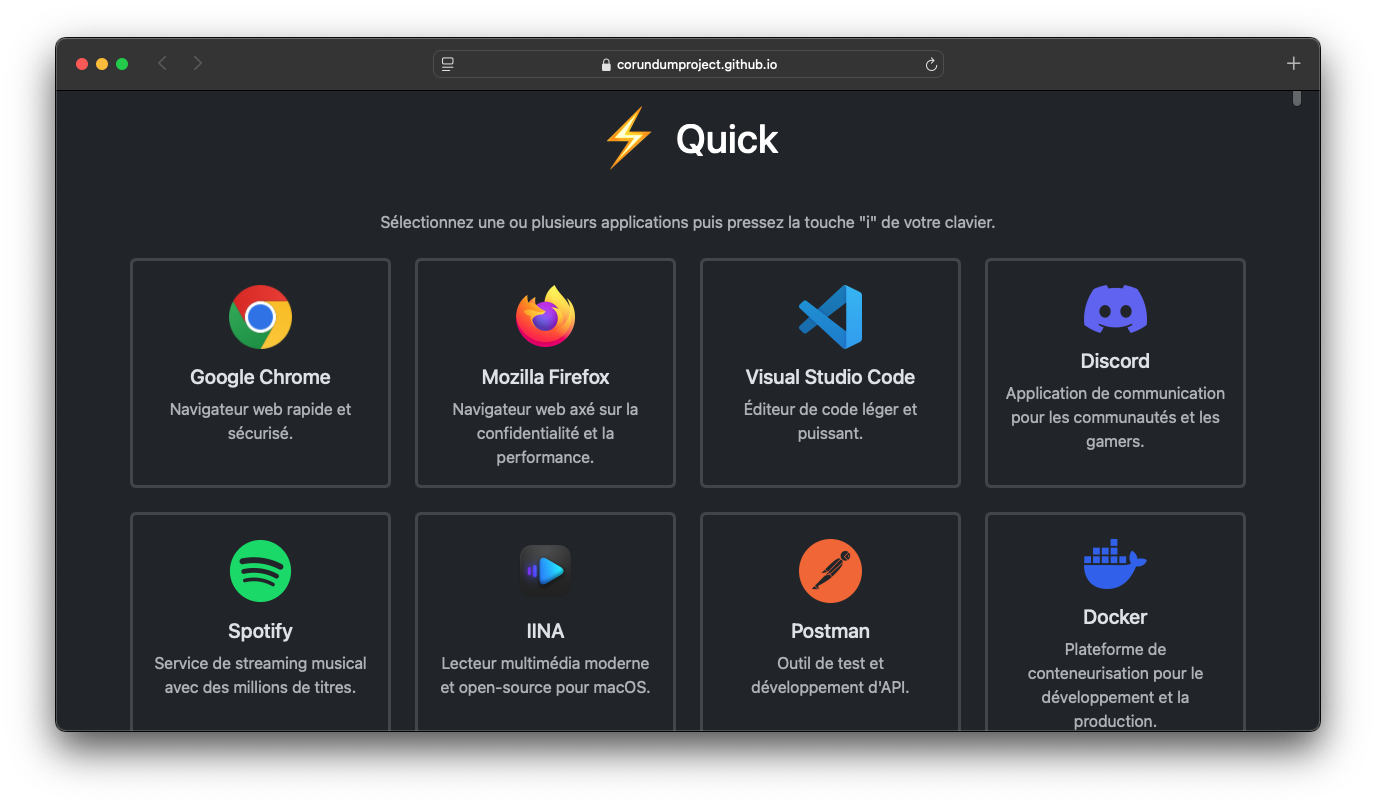 corundumproject.github.io
Quick
Sélectionnez une ou plusieurs applications puis pressez la touche "i" de votre clavier.
Google Chrome
Navigateur web rapide et
sécurisé.
Mozilla Firefox
Navigateur web axé sur la
confidentialité et la
performance.
Visual Studio Code
Éditeur de code léger et
puissant.
Discord
Application de communication
pour les communautés et les
gamers.
Spotify
Service de streaming musical
avec des millions de titres.
IINA
Lecteur multimédia moderne
et open-source pour macOS.
Postman
Outil de test et
développement d'API.
Docker
Plateforme de
conteneurisation pour le
développement et la
production.